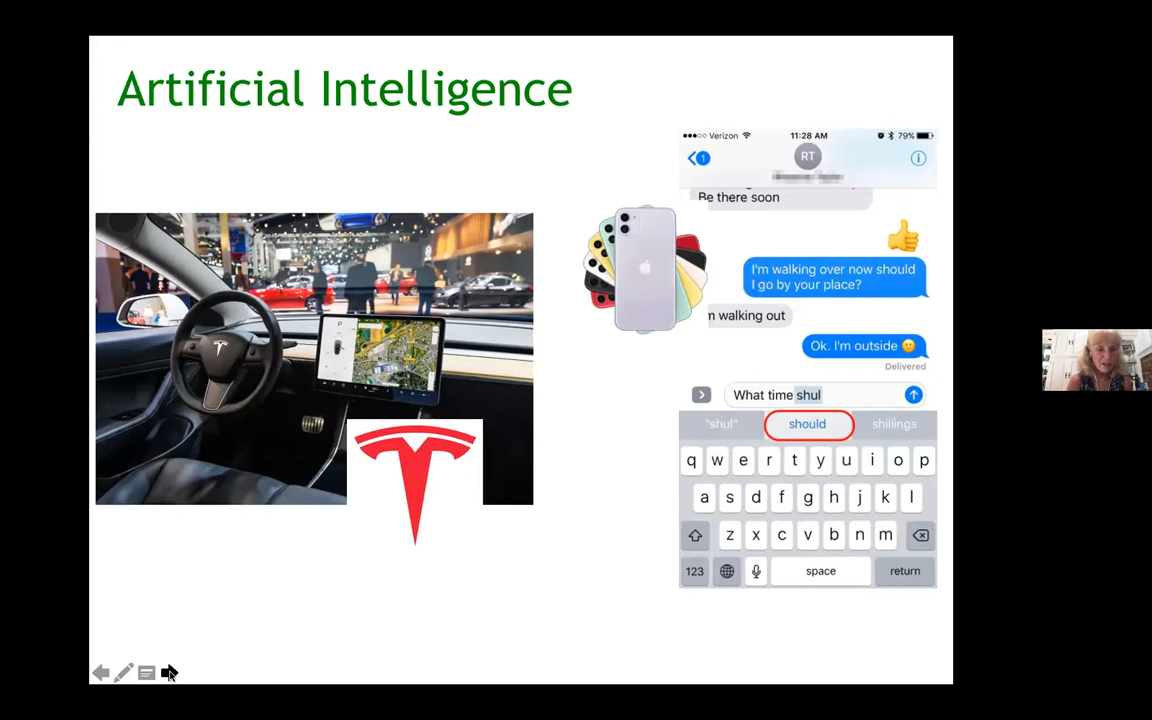 Artificial Intelligence
Verizon
11:28 AM
79%
1
RT
Be there soon
I'm walking over now should
I go by your place?
m walking out
Ok. I'm outside
Delivered
What time shul
"shul" should shillings
q w e r t y u i o p
a s d f g h j k l
z x c v b n m
123 space return
P